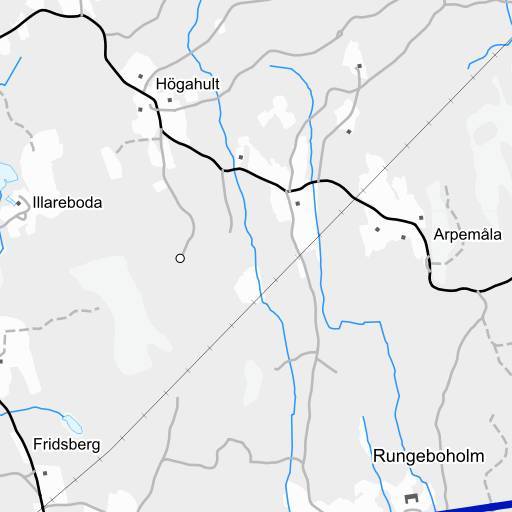 Högahult
Illareboda
Arpemåla
Fridsberg
Rungeboholm